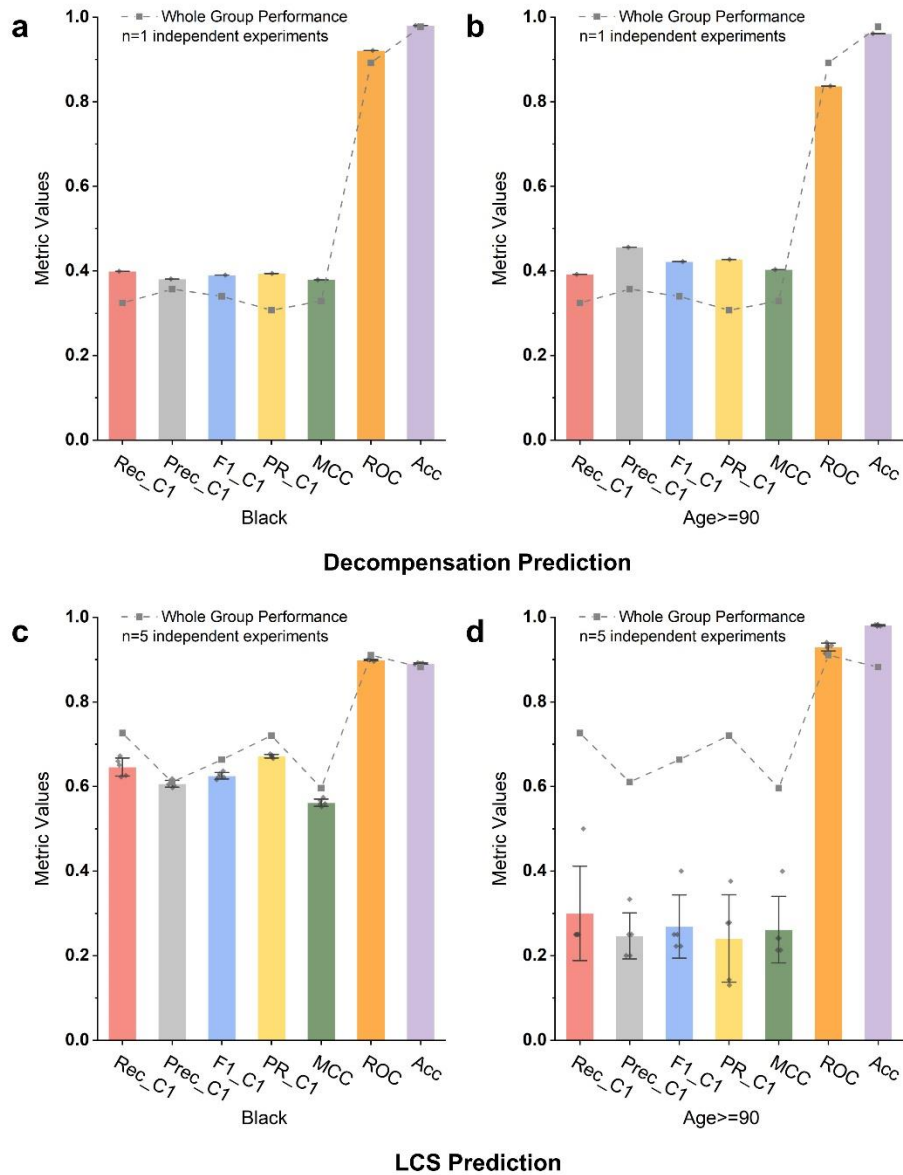 a
Whole Group Performance
n=1 independent experiments
Metric Values
1.0
0.8
0.6
0.4
0.2
0.0
Rec_C1
Prec_C1
F1_C1
PR_C1
MCC
ROC
Acc
Black
b
Whole Group Performance
n=1 independent experiments
Metric Values
1.0
0.8
0.6
0.4
0.2
0.0
Rec_C1
Prec_C1
F1_C1
PR_C1
MCC
ROC
Acc
Age>=90
Decompensation Prediction
c
Whole Group Performance
n=5 independent experiments
Metric Values
1.0
0.8
0.6
0.4
0.2
0.0
Rec_C1
Prec_C1
F1_C1
PR_C1
MCC
ROC
Acc
Black
d
Whole Group Performance
n=5 independent experiments
Metric Values
1.0
0.8
0.6
0.4
0.2
0.0
Rec_C1
Prec_C1
F1_C1
PR_C1
MCC
ROC
Acc
Age>=90
LCS Prediction